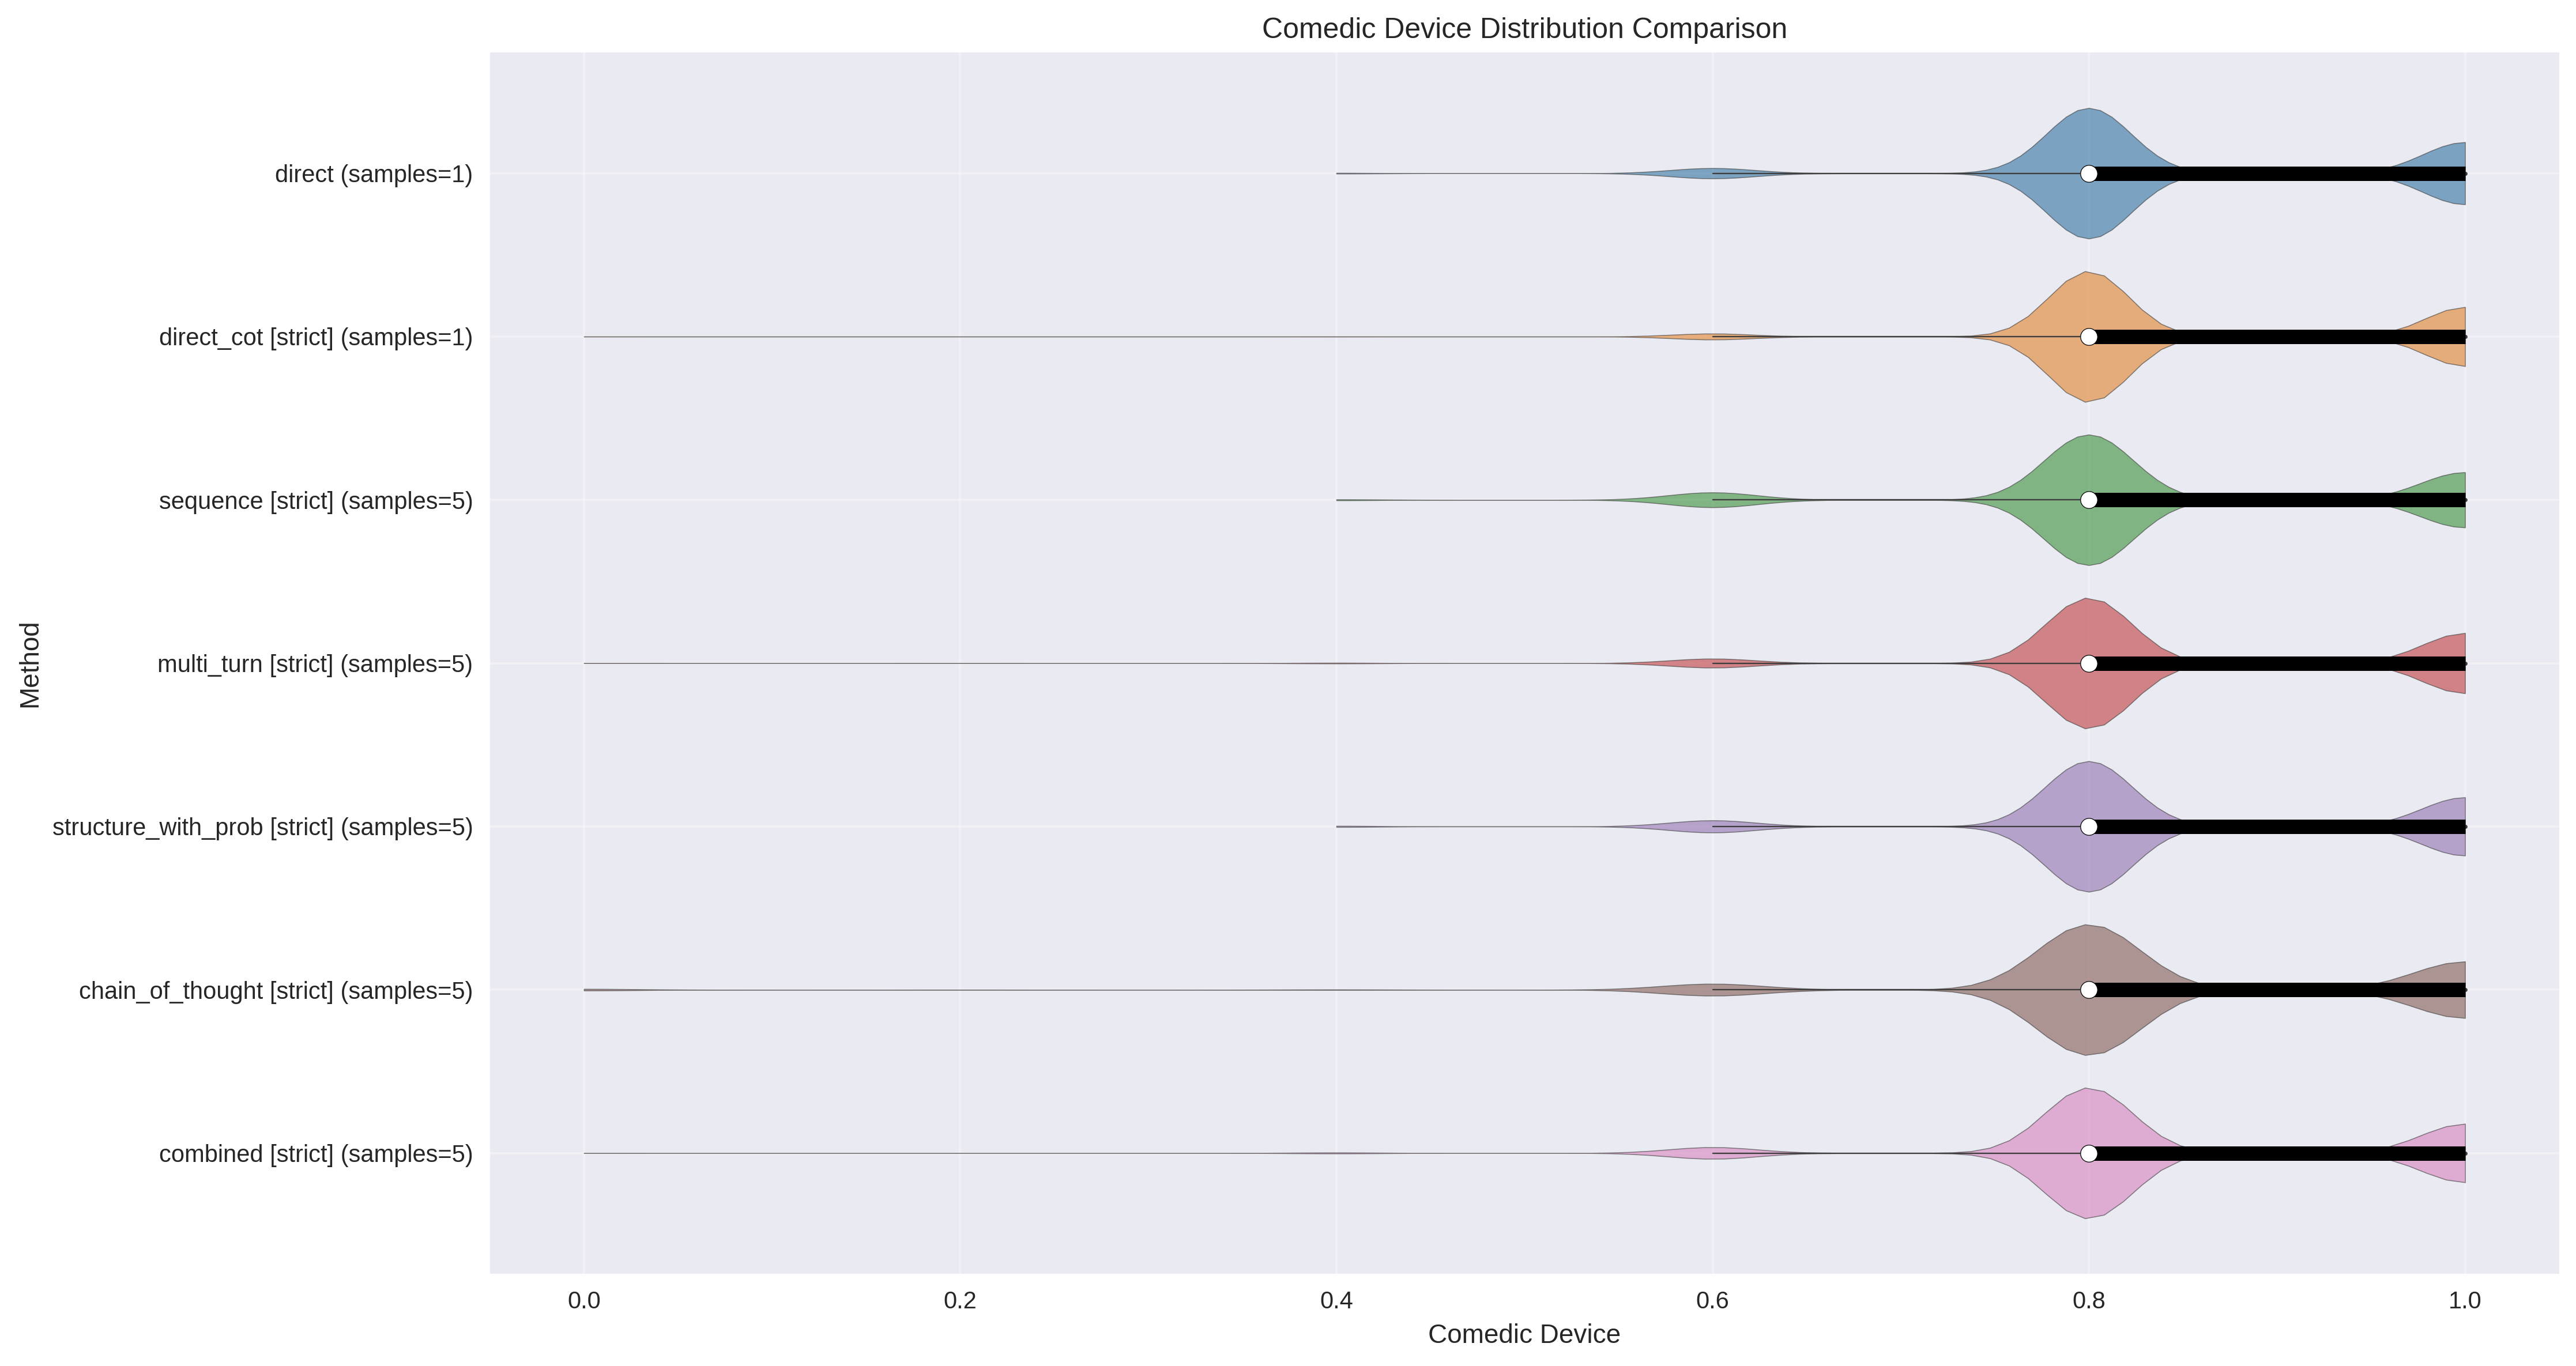 Comedic Device Distribution Comparison
direct (samples=1)
direct_cot [strict] (samples=1)
sequence [strict] (samples=5)
multi_turn [strict] (samples=5)
structure_with_prob [strict] (samples=5)
chain_of_thought [strict] (samples=5)
combined [strict] (samples=5)
Method
0.0 0.2 0.4 0.6 0.8 1.0
Comedic Device